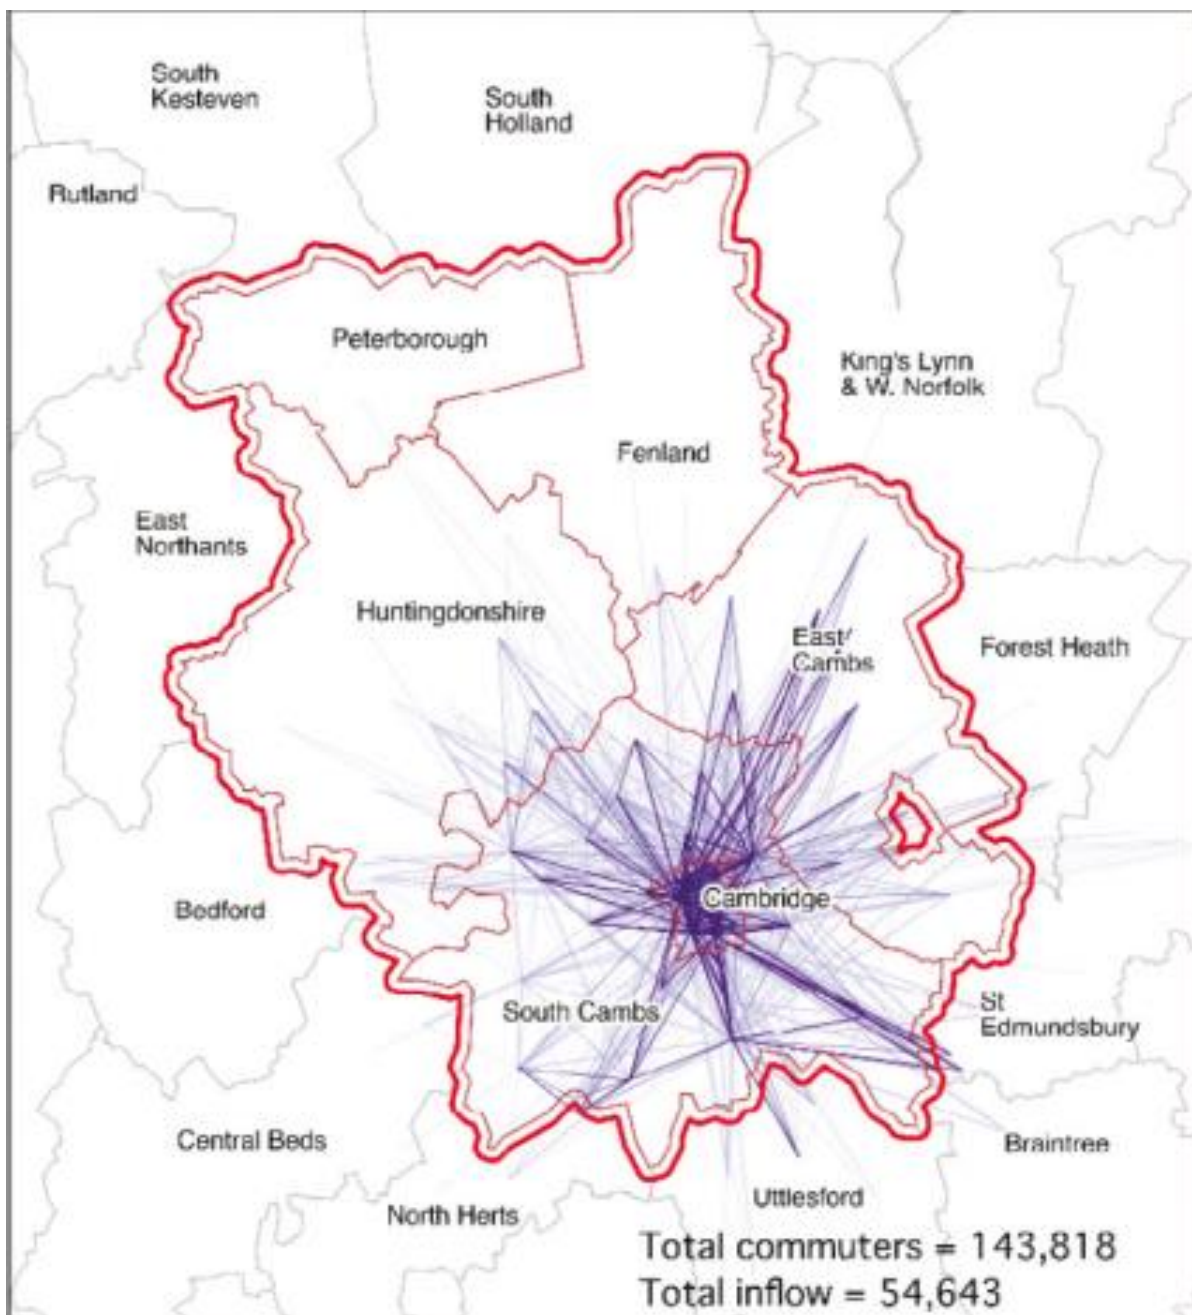 South
Kesteven
South
Holland
Rutland
Peterborough
King's Lynn
& W. Norfolk
Fenland
East
Northants
Huntingdonshire
East
Cambs
Forest Heath
Cambridge
Bedford
South Cambs
St
Edmundsbury
Central Beds
Braintree
Uttlesford
North Herts
Total commuters = 143,818
Total inflow = 54,643